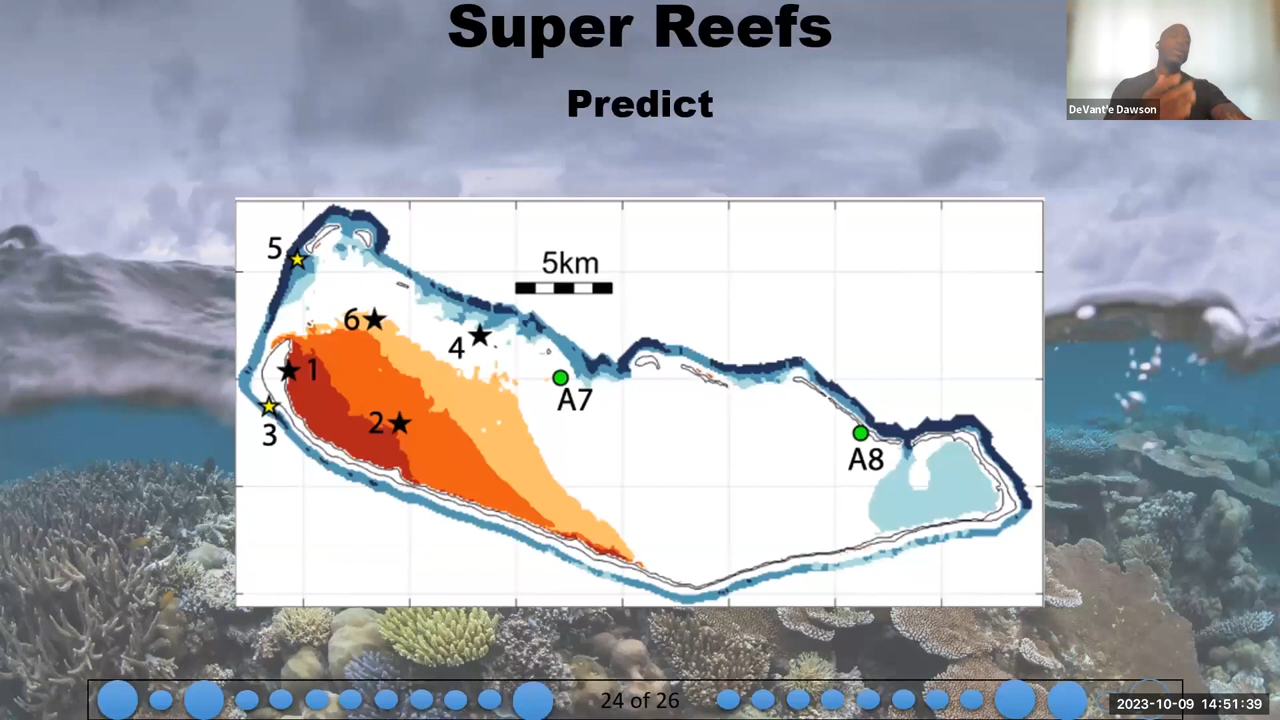 Super Reefs
Predict
DeVant'e Dawson
5
5km
6
4
1
A7
2
3
A8
24 of 26
2023-10-09 14:51:39